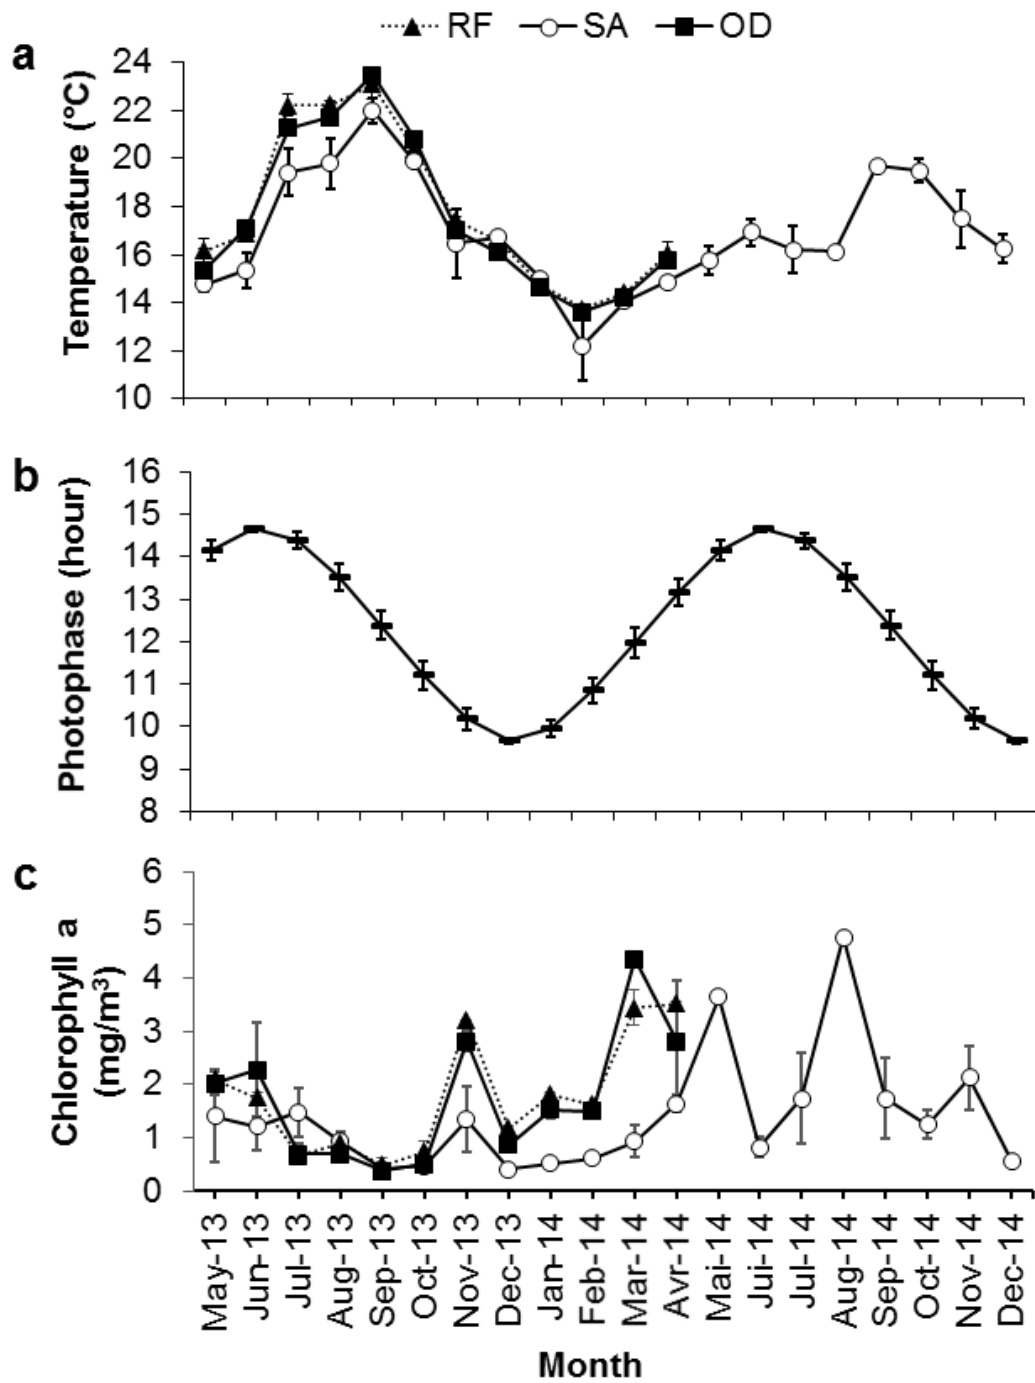 RF SA OD
a
Temperature (°C)
24
22
20
18
16
14
12
10
b
Photophase (hour)
16
15
14
13
12
11
10
9
8
c
Chlorophyll a
(mg/m³)
6
5
4
3
2
1
0
May-13
Jun-13
Jul-13
Aug-13
Sep-13
Oct-13
Nov-13
Dec-13
Jan-14
Feb-14
Mar-14
Avr-14
Mai-14
Jui-14
Jul-14
Aug-14
Sep-14
Oct-14
Nov-14
Dec-14
Month